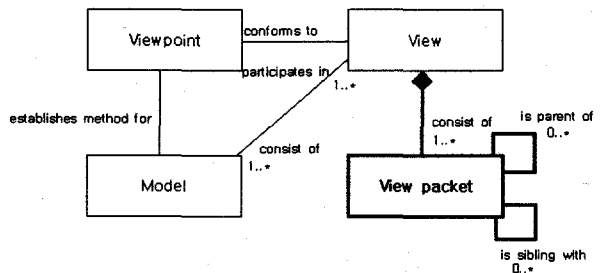 Viewpoint
conforms to
View
participates in
1..*
establishes method for
consist of
1..*
Model
consist of
1..*
View packet
is parent of
0..*
is sibling with
0..*